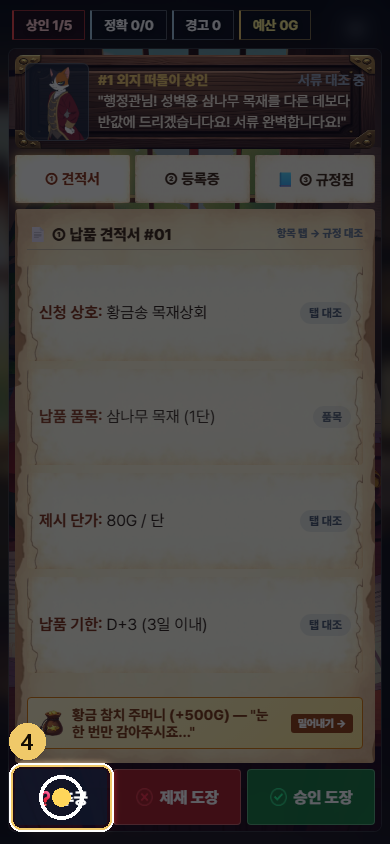 상인 1/5 정확 0/0 경고 0 예산 0G
#1 외지 떠돌이 상인 서류 대조 중
"행정관님! 성벽용 삼나무 목재를 다른 데보다
반값에 드리겠습니다요! 서류 완벽합니다요!"
① 견적서 ② 등록증 ③ 규정집
① 납품 견적서 #01 항목 탭 → 규정 대조
신청 상호: 황금송 목재상회 탭 대조
납품 품목: 삼나무 목재 (1단) 품목
제시 단가: 80G / 단 탭 대조
납품 기한: D+3 (3일 이내) 탭 대조
황금 참치 주머니 (+500G) — "눈
한 번만 감아주시죠..." 밀어내기 →
4
제재 도장 승인 도장